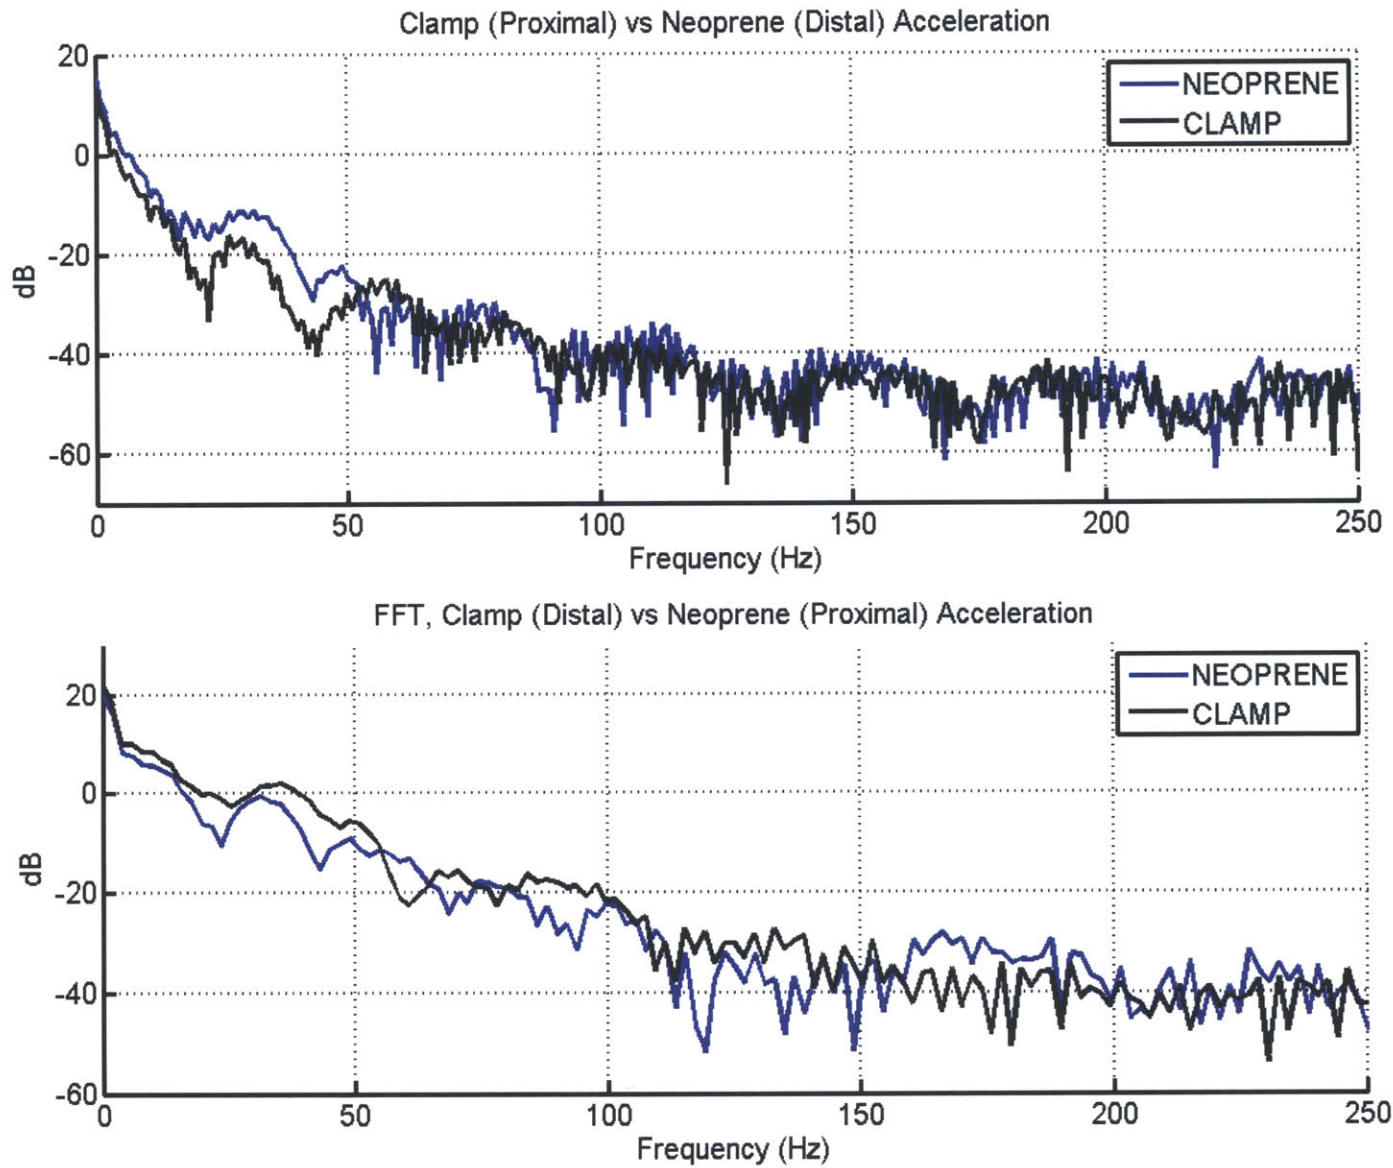 Clamp (Proximal) vs Neoprene (Distal) Acceleration
20
0
-20
-40
-60
dB
NEOPRENE
CLAMP
0 50 100 150 200 250
Frequency (Hz)
FFT, Clamp (Distal) vs Neoprene (Proximal) Acceleration
20
0
-20
-40
-60
dB
NEOPRENE
CLAMP
0 50 100 150 200 250
Frequency (Hz)